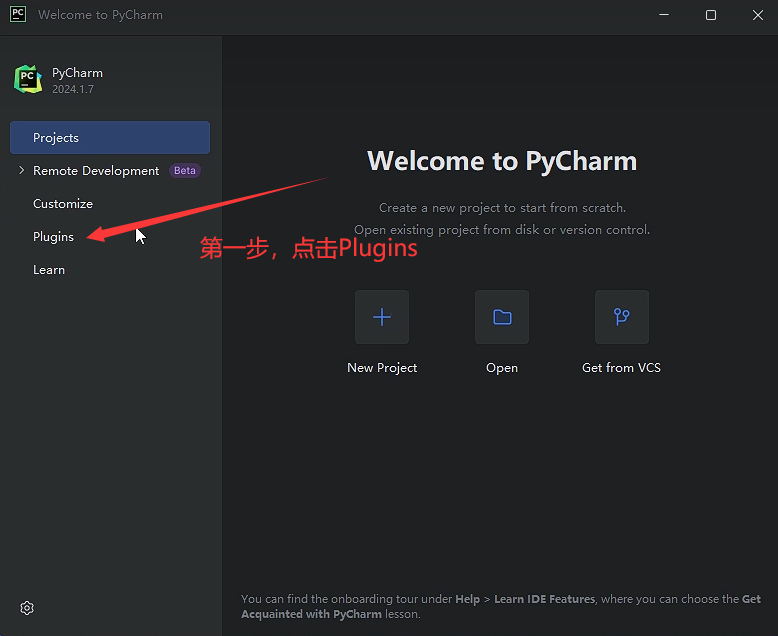 PC Welcome to PyCharm
PC PyCharm
2024.1.7
Projects
Remote Development Beta
Customize
Plugins
Learn
Welcome to PyCharm
Create a new project to start from scratch.
Open existing project from disk or version control.
第一步，点击Plugins
New Project
Open
Get from VCS
You can find the onboarding tour under Help > Learn IDE Features, where you can choose the Get
Acquainted with PyCharm lesson.